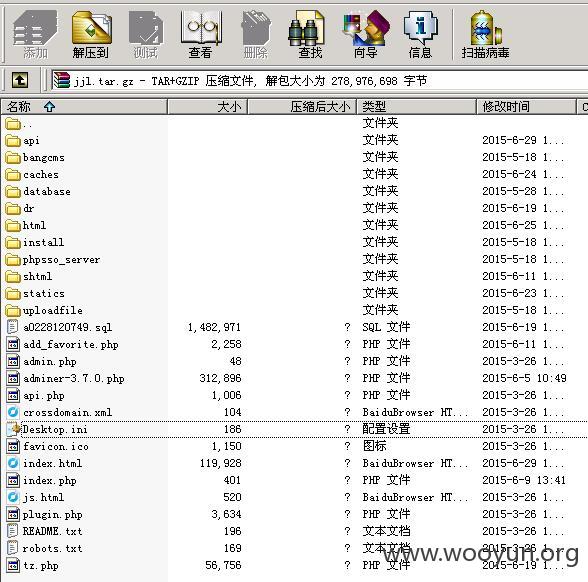 添加 解压到 测试 查看 删除 查找 向导 信息 扫描病毒
jjl.tar.gz - TAR+GZIP 压缩文件, 解包大小为 278,976,698 字节
名称 大小 压缩后大小 类型 修改时间 C
.. 文件夹
api 文件夹 2015-6-29 1...
bangcms 文件夹 2015-5-18 1...
caches 文件夹 2015-6-24 1...
database 文件夹 2015-5-28 1...
dr 文件夹 2015-6-19 1...
html 文件夹 2015-6-25 1...
install 文件夹 2015-5-18 1...
phpsso_server 文件夹 2015-5-18 1...
shtml 文件夹 2015-6-11 1...
statics 文件夹 2015-6-23 1...
uploadfile 文件夹 2015-5-18 1...
a0228120749.sql 1,482,971 ? SQL 文件 2015-6-19 1...
add_favorite.php 2,258 ? PHP 文件 2015-6-11 1...
admin.php 48 ? PHP 文件 2015-3-26 1...
adminer-3.7.0.php 312,896 ? PHP 文件 2015-6-5 10:49
api.php 1,006 ? PHP 文件 2015-3-26 1...
crossdomain.xml 104 ? BaiduBrowser HT... 2015-3-26 1...
Desktop.ini 186 ? 配置设置 2015-3-26 1...
favicon.ico 1,150 ? 图标 2015-3-26 1...
index.html 119,928 ? BaiduBrowser HT... 2015-6-29 1...
index.php 401 ? PHP 文件 2015-6-9 13:41
js.html 520 ? BaiduBrowser HT... 2015-3-26 1...
plugin.php 3,634 ? PHP 文件 2015-3-26 1...
README.txt 196 ? 文本文档 2015-3-26 1...
robots.txt 169 ? 文本文档 2015-3-26 1...
tz.php 56,756 ? PHP 文件 2015-6-19 1...
www.wooyun.org